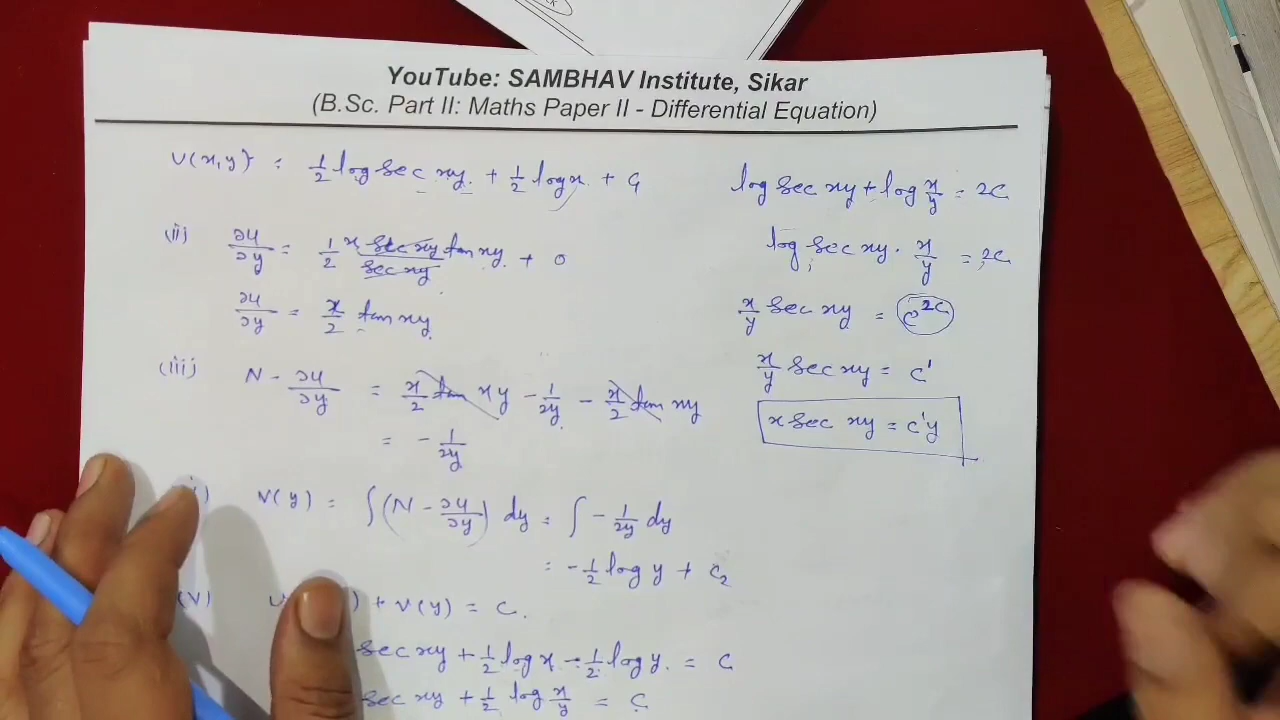 YouTube: SAMBHAV Institute, Sikar
(B.Sc. Part II: Maths Paper II - Differential Equation)
U(x,y) = 1/2 log sec xy + 1/2 log x + C1
(ii) ∂U/∂y = 1/2 x sec xy tan xy / sec xy + 0
∂U/∂y = x/2 tan xy
(iii) N - ∂U/∂y = x/2 tan xy - 1/2y - x/2 tan xy
= - 1/2y
V(y) = ∫(N - ∂U/∂y) dy = ∫ - 1/2y dy
= - 1/2 log y + C2
(V) + V(y) = C.
sec xy + 1/2 log x - 1/2 log y = C
sec xy + 1/2 log x/y = C
log sec xy + log x/y = 2C
log sec xy . x/y = 2C
x/y sec xy = e^2C
x/y sec xy = C'
x sec xy = C'y